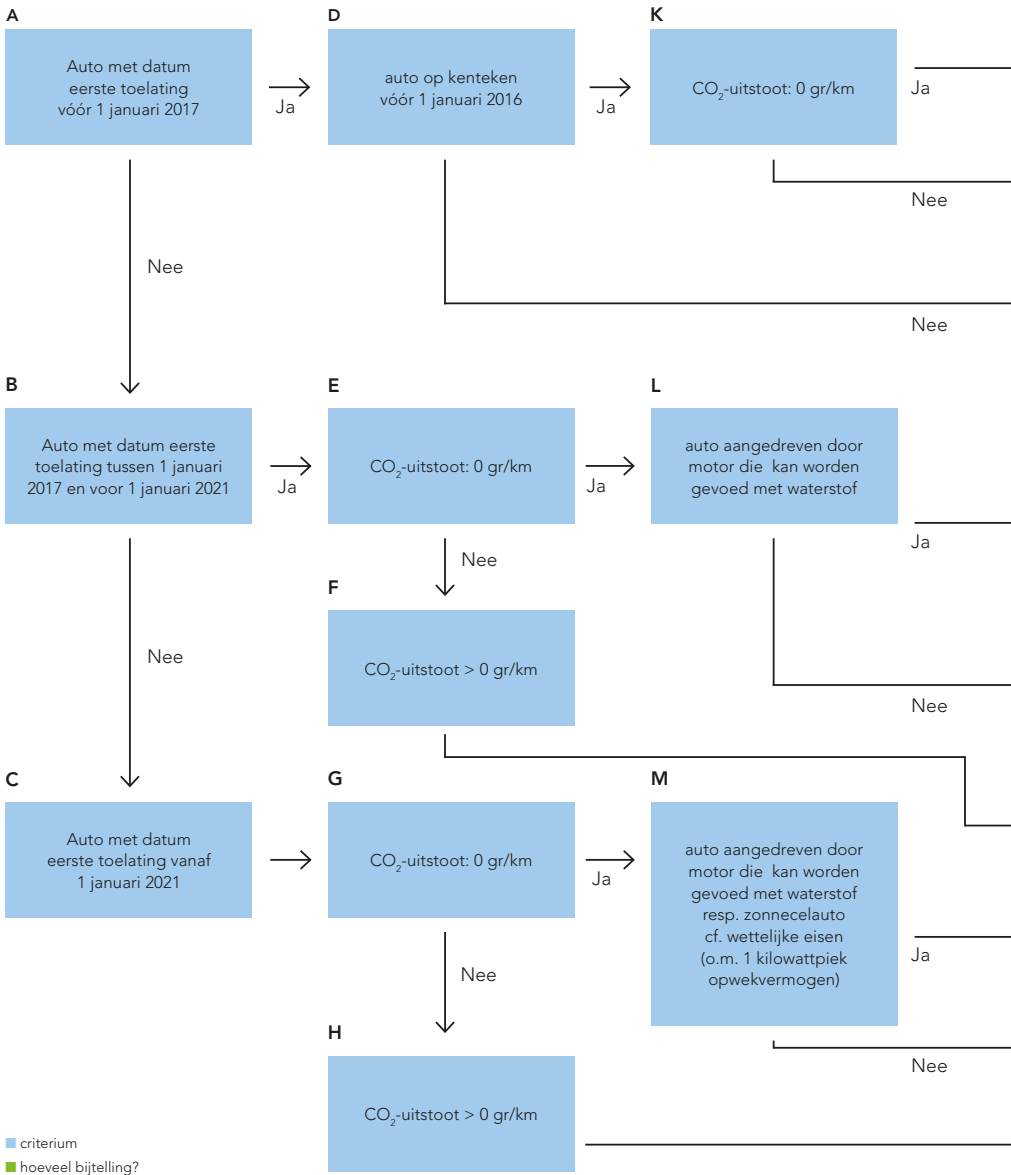 A
Auto met datum
eerste toelating
vóór 1 januari 2017
Ja
D
auto op kenteken
vóór 1 januari 2016
Ja
K
CO₂-uitstoot: 0 gr/km
Ja
Nee
Nee
Nee
B
Auto met datum eerste
toelating tussen 1 januari
2017 en voor 1 januari 2021
Ja
E
CO₂-uitstoot: 0 gr/km
Ja
L
auto aangedreven door
motor die kan worden
gevoed met waterstof
Ja
Nee
F
CO₂-uitstoot > 0 gr/km
Nee
Nee
C
Auto met datum
eerste toelating vanaf
1 januari 2021
G
CO₂-uitstoot: 0 gr/km
Ja
M
auto aangedreven door
motor die kan worden
gevoed met waterstof
resp. zonnecelauto
cf. wettelijke eisen
(o.m. 1 kilowattpiek
opwekvermogen)
Ja
Nee
Nee
H
CO₂-uitstoot > 0 gr/km
criterium
hoeveel bijtelling?